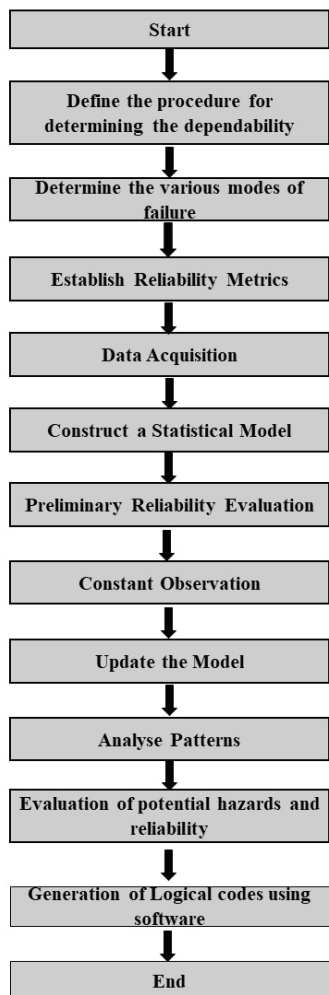 Start
Define the procedure for
determining the dependability
Determine the various modes of
failure
Establish Reliability Metrics
Data Acquisition
Construct a Statistical Model
Preliminary Reliability Evaluation
Constant Observation
Update the Model
Analyse Patterns
Evaluation of potential hazards and
reliability
Generation of Logical codes using
software
End